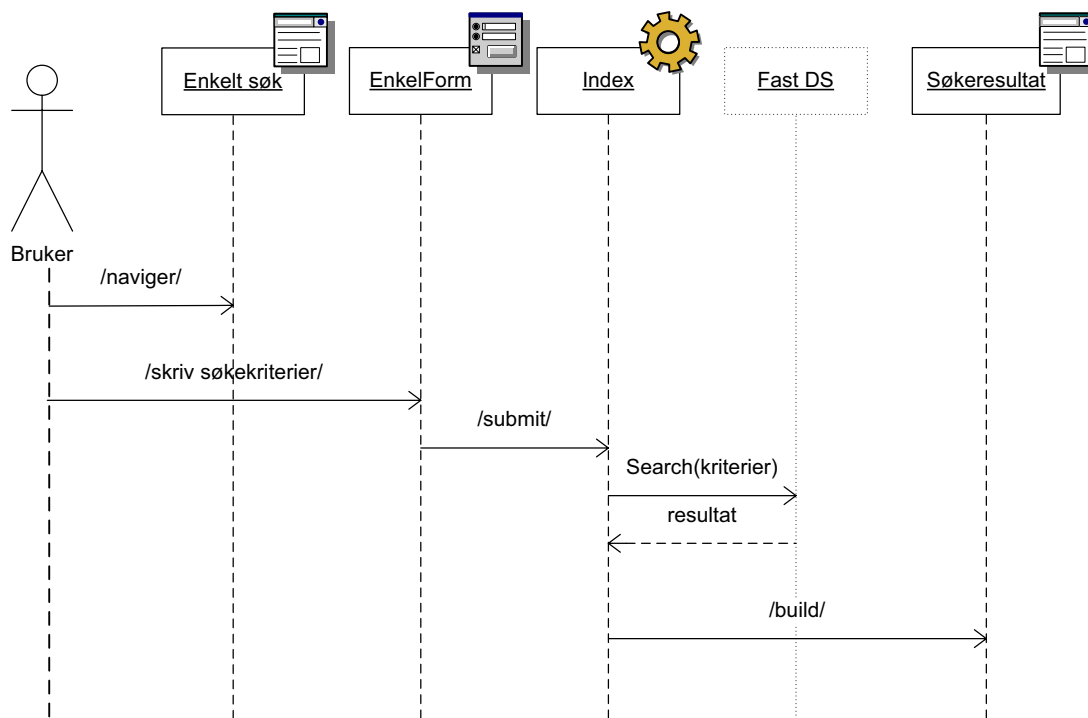 Enkelt søk
EnkelForm
Index
Fast DS
Søkeresultat
Bruker
/naviger/
/skriv søkekriterier/
/submit/
Search(kriterier)
resultat
/build/